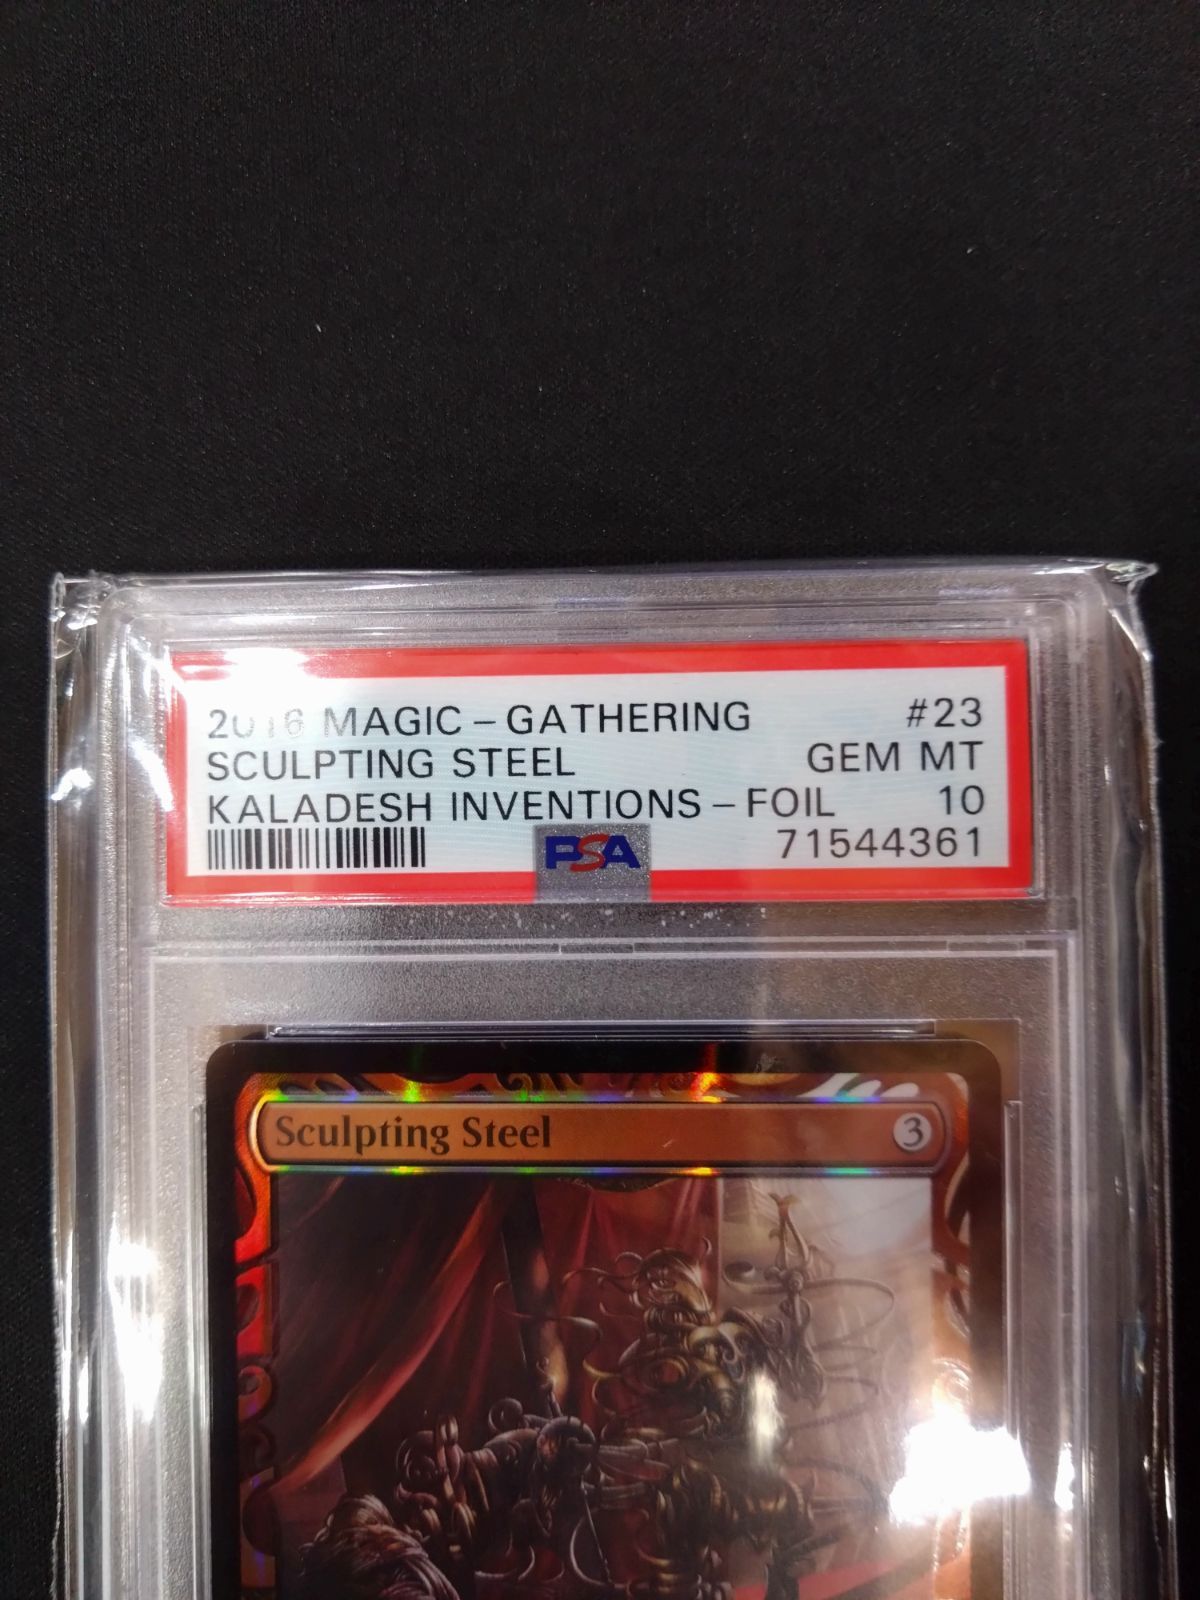 2016 MAGIC - GATHERING #23
SCULPTING STEEL GEM MT
KALADESH INVENTIONS - FOIL 10
PSA 71544361
Sculpting Steel 3